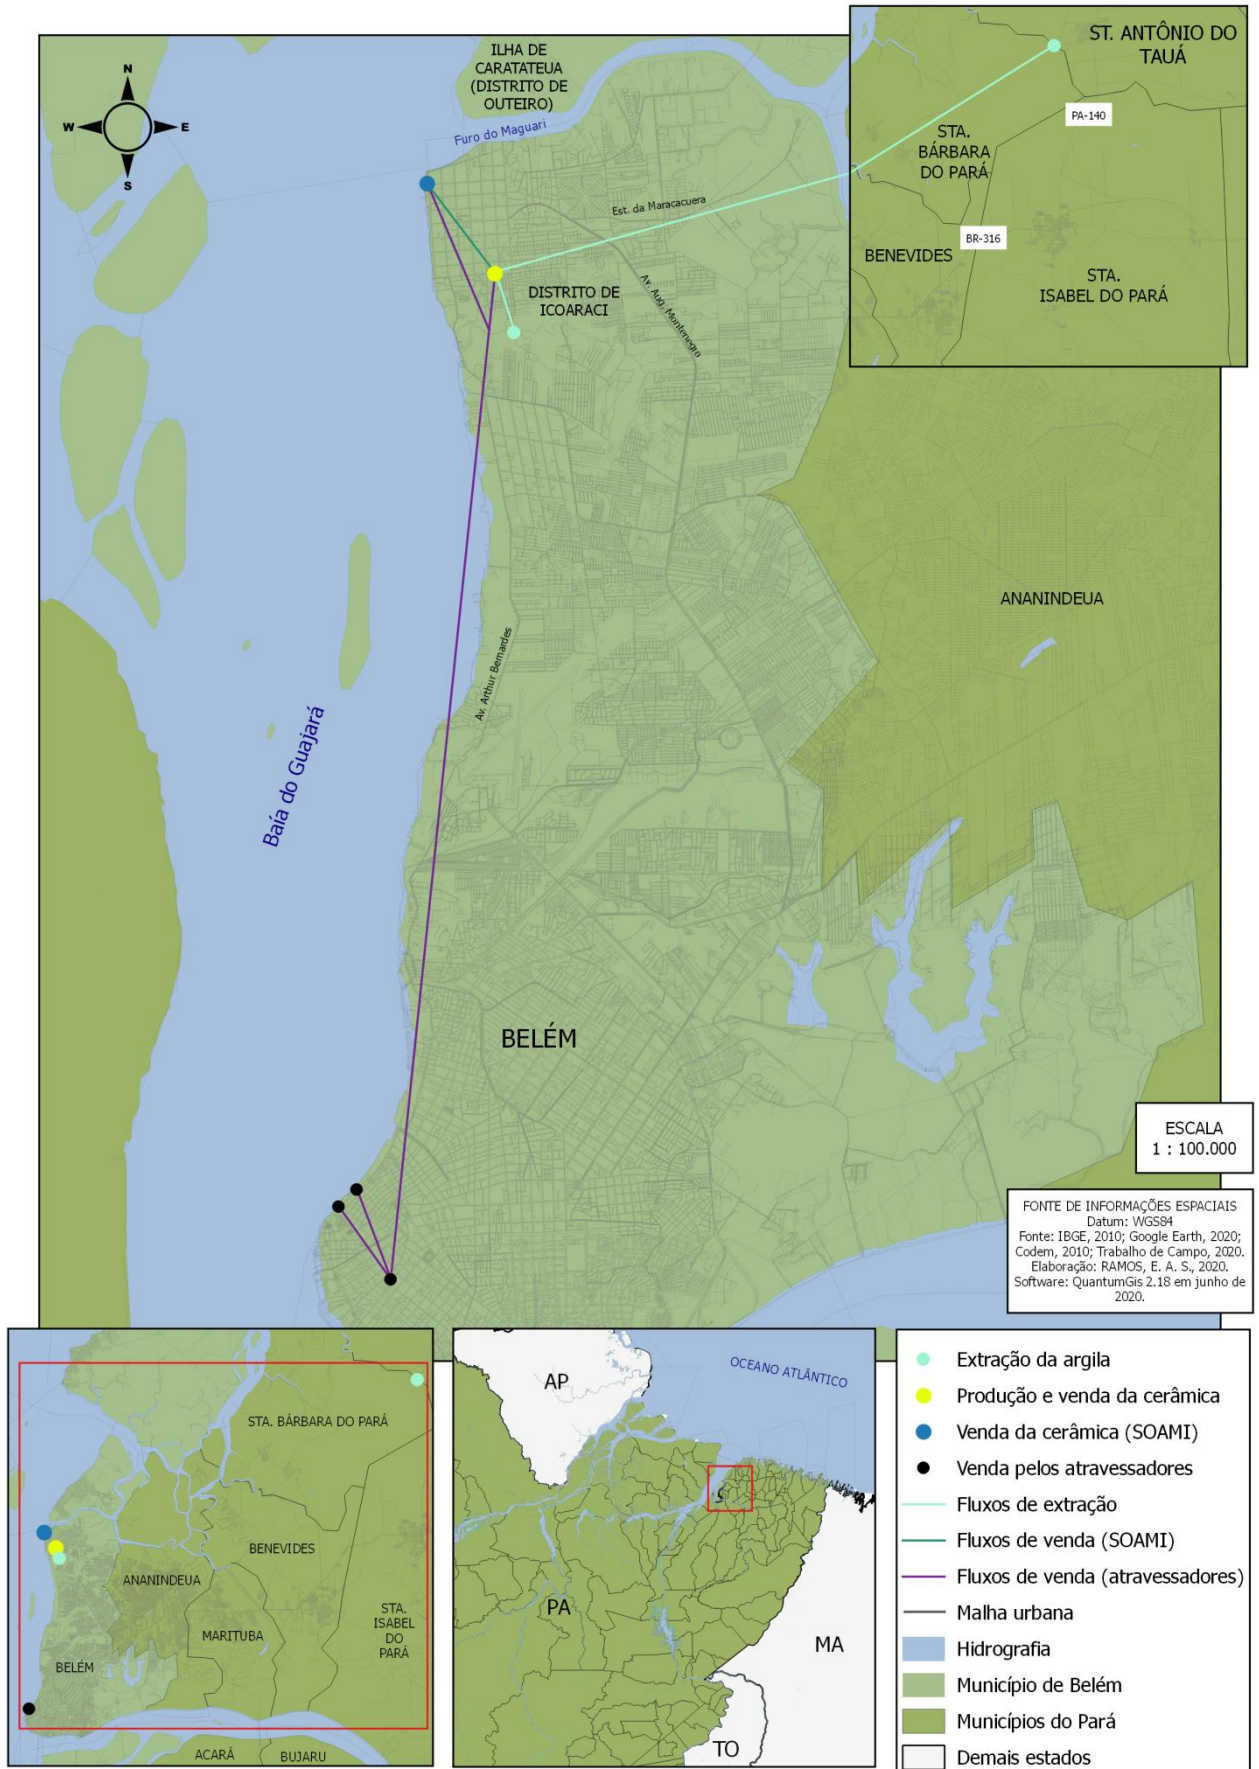 N
W
E
S
ILHA DE
CARATATEUA
(DISTRITO DE
OUTEIRO)
Furo do Maguari
ST. ANTÔNIO DO
TAUÁ
PA-140
STA.
BÁRBARA
DO PARÁ
BR-316
BENEVIDES
STA.
ISABEL DO PARÁ
Est. da Maracacuera
DISTRITO DE
ICOARACI
Av. Aug. Montenegro
ANANINDEUA
Av. Arthur Bernardes
Baía do Guajará
BELÉM
ESCALA
1 : 100.000
FONTE DE INFORMAÇÕES ESPACIAIS
Datum: WGS84
Fonte: IBGE, 2010; Google Earth, 2020;
Codem, 2010; Trabalho de Campo, 2020.
Elaboração: RAMOS, E. A. S., 2020.
Software: QuantumGis 2.18 em junho de
2020.
STA. BÁRBARA DO PARÁ
BENEVIDES
ANANINDEUA
MARITUBA
STA.
ISABEL
DO
PARÁ
BELÉM
ACARÁ
BUJARU
OCEANO ATLÂNTICO
AP
PA
MA
TO
Extração da argila
Produção e venda da cerâmica
Venda da cerâmica (SOAMI)
Venda pelos atravessadores
Fluxos de extração
Fluxos de venda (SOAMI)
Fluxos de venda (atravessadores)
Malha urbana
Hidrografia
Município de Belém
Municípios do Pará
Demais estados